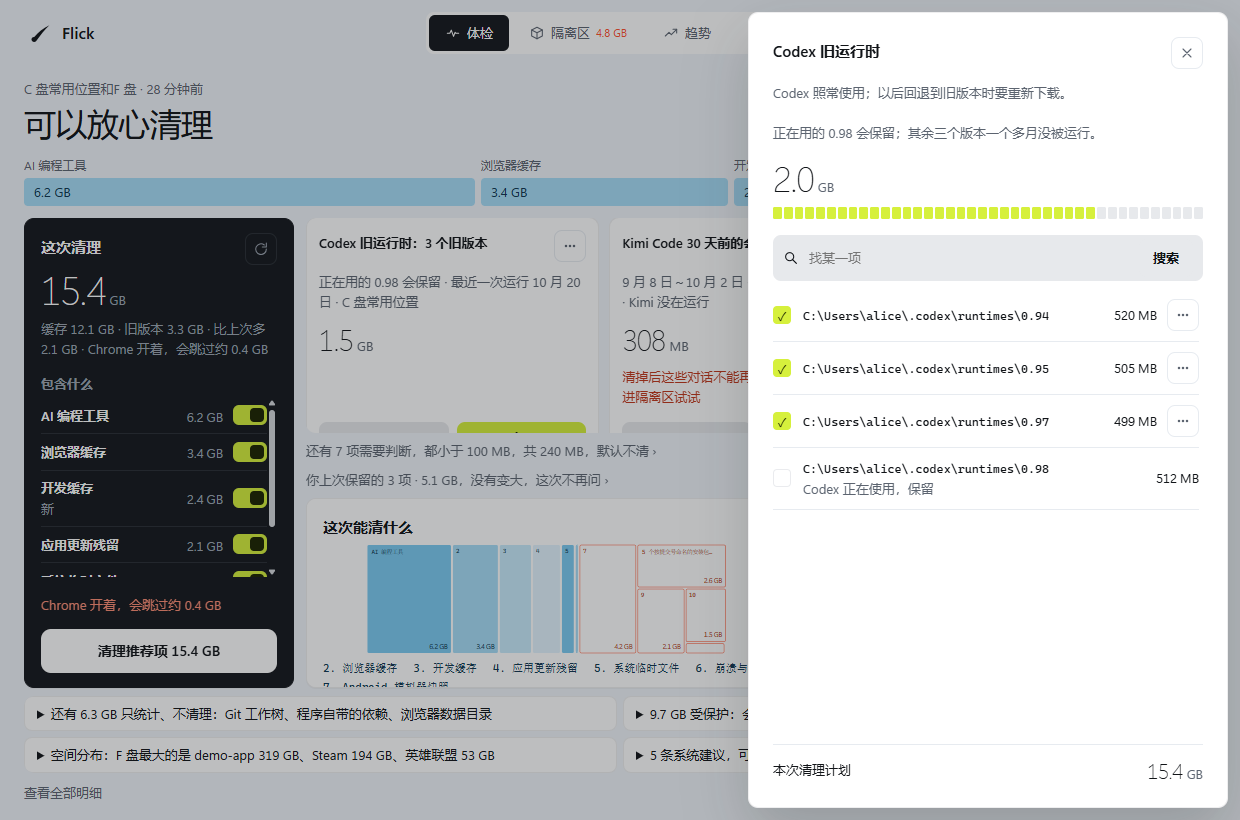 Flick
体检
隔离区 4.8 GB
趋势
C 盘常用位置和F 盘 · 28 分钟前
可以放心清理
AI 编程工具
浏览器缓存
6.2 GB
3.4 GB
这次清理
15.4 GB
缓存 12.1 GB · 旧版本 3.3 GB · 比上次多
2.1 GB · Chrome 开着，会跳过约 0.4 GB
包含什么
AI 编程工具 6.2 GB
浏览器缓存 3.4 GB
开发缓存 2.4 GB
新
应用更新残留 2.1 GB
Chrome 开着，会跳过约 0.4 GB
清理推荐项 15.4 GB
Codex 旧运行时：3 个旧版本
正在用的 0.98 会保留 · 最近一次运行 10 月 20
日 · C 盘常用位置
1.5 GB
Kimi Code 30 天前的
9 月 8 日 ~ 10 月 2 日
· Kimi 没在运行
308 MB
清掉后这些对话不能再
进隔离区试试
还有 7 项需要判断，都小于 100 MB，共 240 MB，默认不清 ›
你上次保留的 3 项 · 5.1 GB，没有变大，这次不再问 ›
这次能清什么
AI 编程工具
2
3
4
5
7
6.2 GB
3.4 GB
4.2 GB
2.6 GB
9
2.1 GB
10
1.5 GB
2. 浏览器缓存 3. 开发缓存 4. 应用更新残留 5. 系统临时文件 6. 崩溃与
7. Android 模拟器快照
还有 6.3 GB 只统计、不清理：Git 工作树、程序自带的依赖、浏览器数据目录
9.7 GB 受保护：
空间分布：F 盘最大的是 demo-app 319 GB、Steam 194 GB、英雄联盟 53 GB
5 条系统建议，可
查看全部明细
Codex 旧运行时
Codex 照常使用；以后回退到旧版本时要重新下载。
正在用的 0.98 会保留；其余三个版本一个多月没被运行。
2.0 GB
找某一项
搜索
C:\Users\alice\.codex\runtimes\0.94 520 MB
C:\Users\alice\.codex\runtimes\0.95 505 MB
C:\Users\alice\.codex\runtimes\0.97 499 MB
C:\Users\alice\.codex\runtimes\0.98
Codex 正在使用，保留
512 MB
本次清理计划
15.4 GB